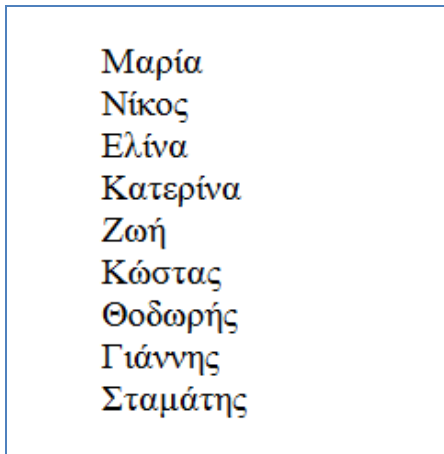 Μαρία
Νίκος
Ελίνα
Κατερίνα
Ζωή
Κώστας
Θοδωρής
Γιάννης
Σταμάτης